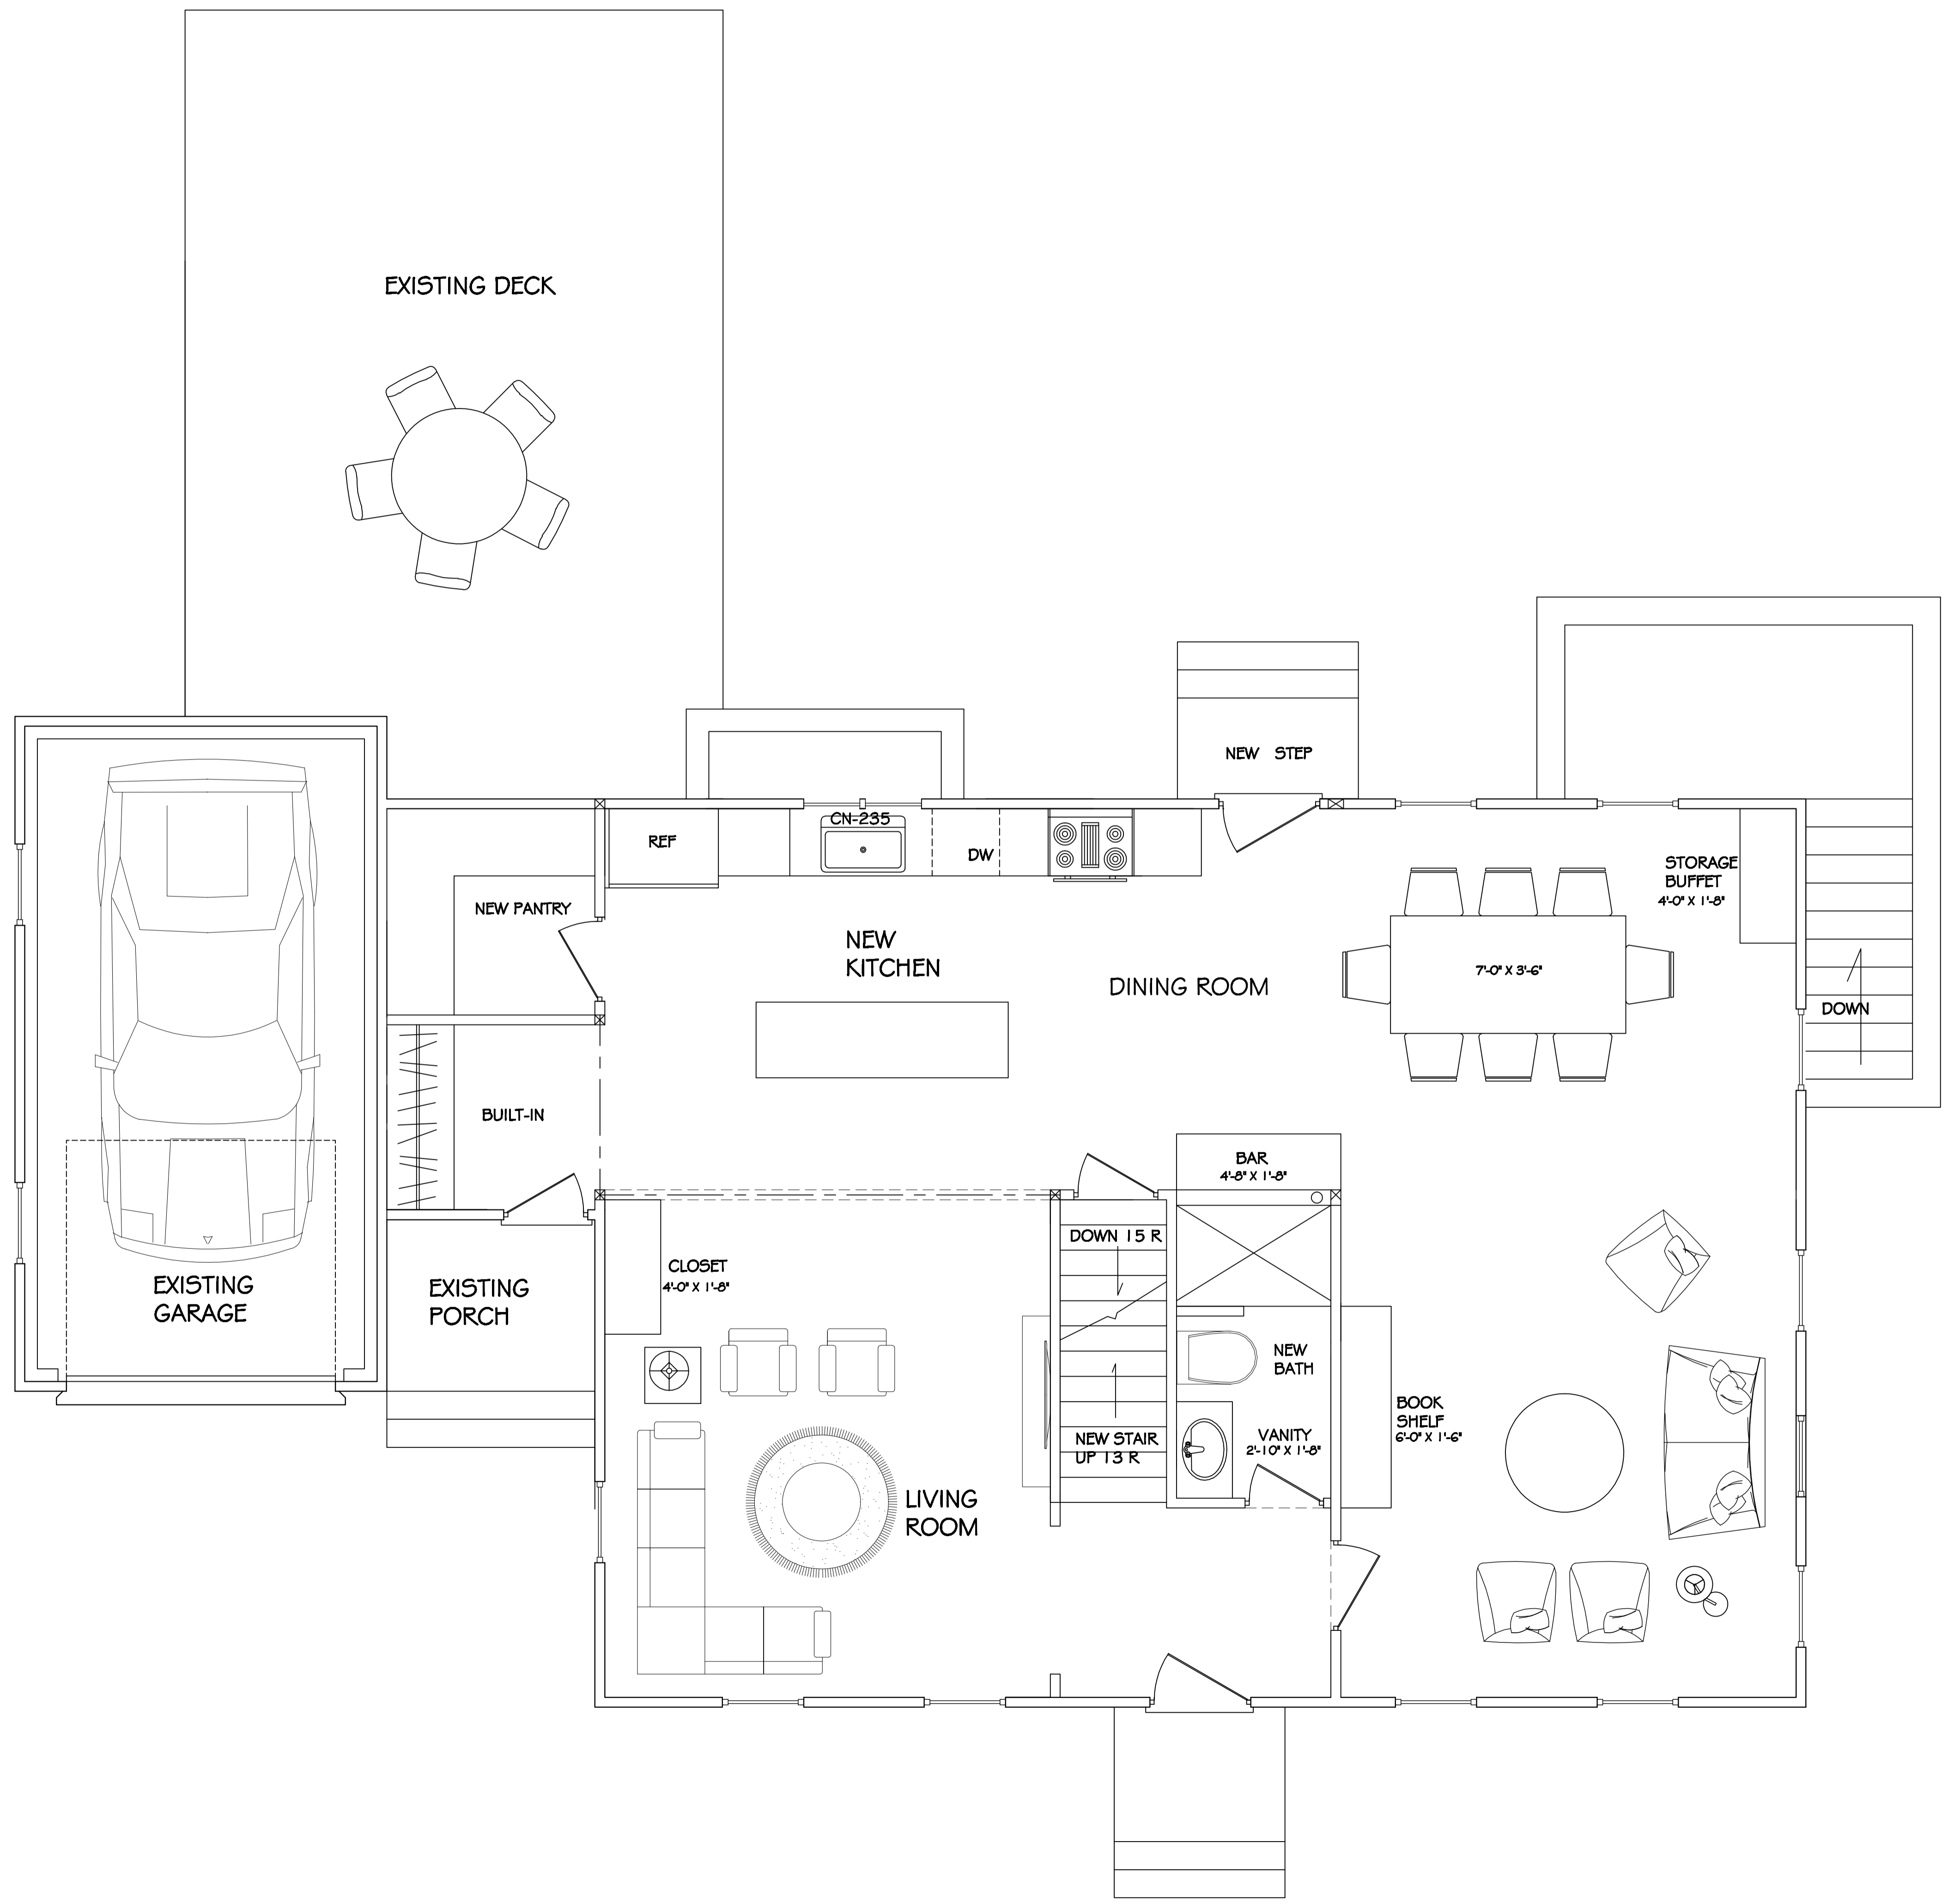 EXISTING DECK
NEW STEP
CN-235
REF
DW
STORAGE
BUFFET
4'-0" X 1'-8"
NEW PANTRY
NEW
KITCHEN
DINING ROOM
7'-0" X 3'-6"
DOWN
BUILT-IN
BAR
4'-8" X 1'-8"
DOWN 15 R
CLOSET
4'-0" X 1'-8"
EXISTING
GARAGE
EXISTING
PORCH
NEW
BATH
BOOK
SHELF
6'-0" X 1'-6"
VANITY
2'-10" X 1'-8"
NEW STAIR
UP 13 R
LIVING
ROOM